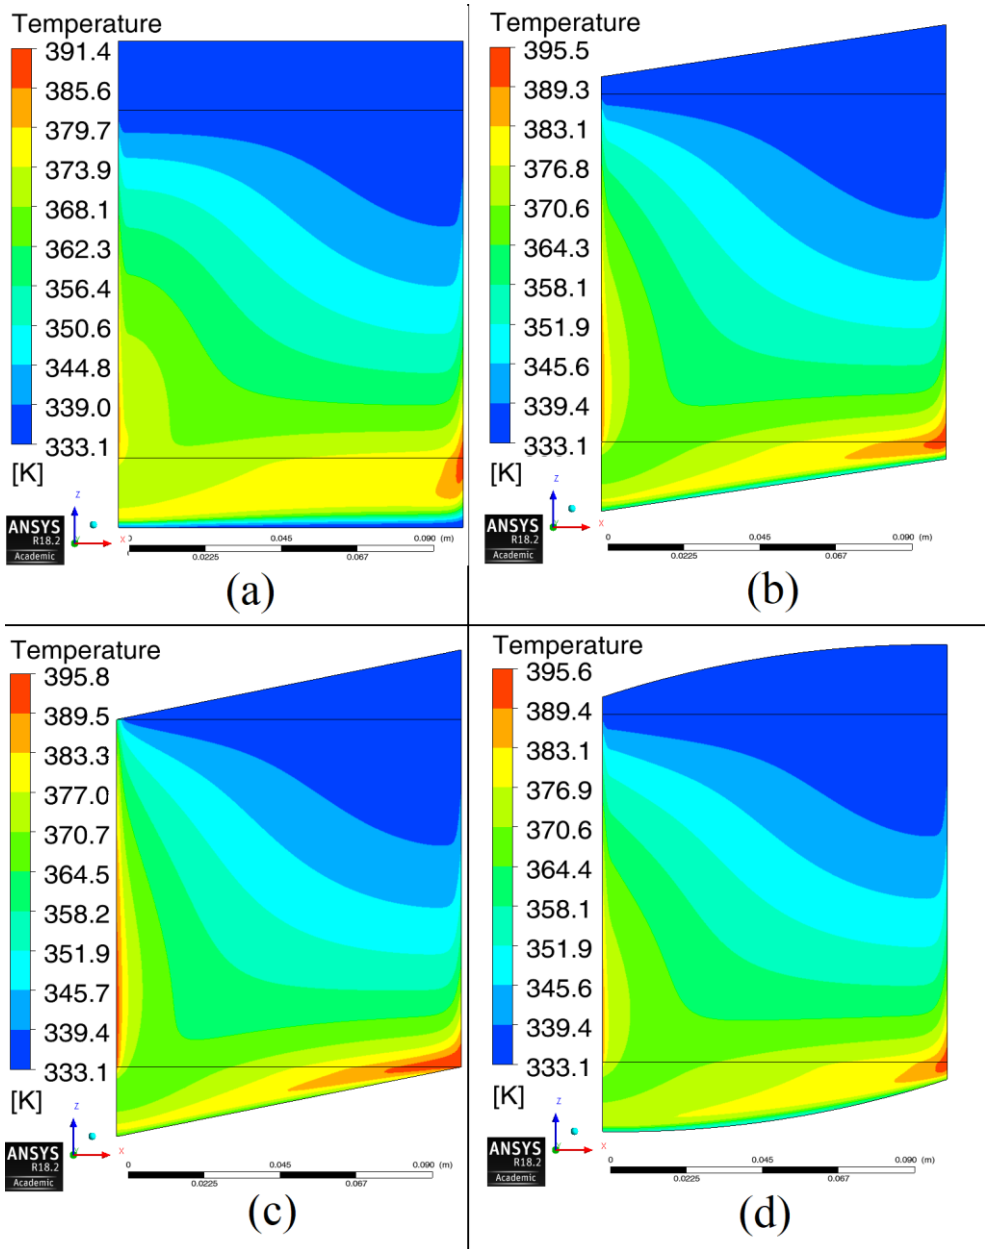 Temperature
391.4
385.6
379.7
373.9
368.1
362.3
356.4
350.6
344.8
339.0
333.1
[K]
Z
Y
X
ANSYS
R18.2
Academic
0 0.045 0.090 (m)
0.0225 0.067
(a)
Temperature
395.5
389.3
383.1
376.8
370.6
364.3
358.1
351.9
345.6
339.4
333.1
[K]
Z
X
ANSYS
R18.2
Academic
0 0.045 0.090 (m)
0.0225 0.067
(b)
Temperature
395.8
389.5
383.3
377.0
370.7
364.5
358.2
351.9
345.7
339.4
333.1
[K]
Z
X
ANSYS
R18.2
Academic
0 0.045 0.090 (m)
0.0225 0.067
(c)
Temperature
395.6
389.4
383.1
376.9
370.6
364.4
358.1
351.9
345.6
339.4
333.1
[K]
Z
X
ANSYS
R18.2
Academic
0 0.045 0.090 (m)
0.0225 0.067
(d)